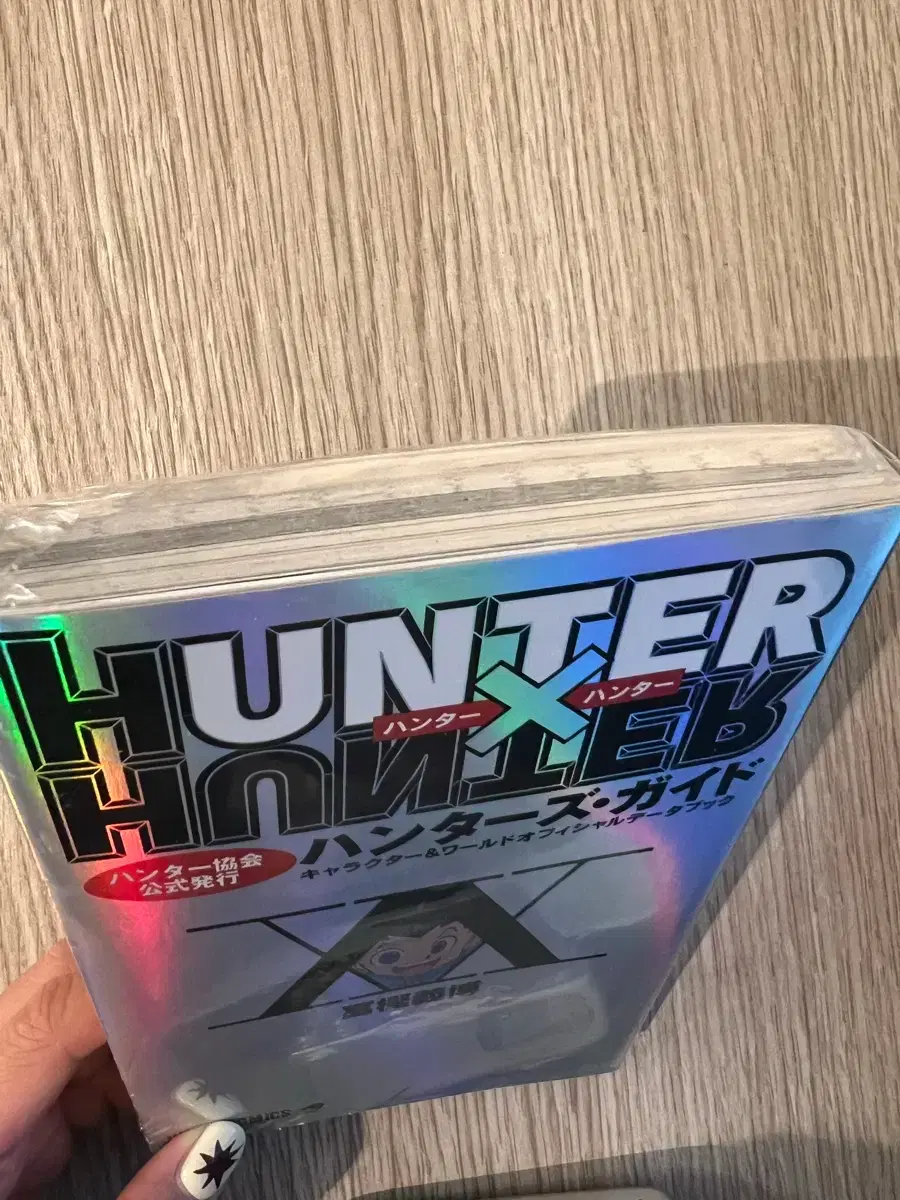 HUNTER
ハンター×ハンター
HUNTER
ハンターズ・ガイド
キャラクター&ワールドオフィシャルデータブック
ハンター協会
公式発行
冨樫義博